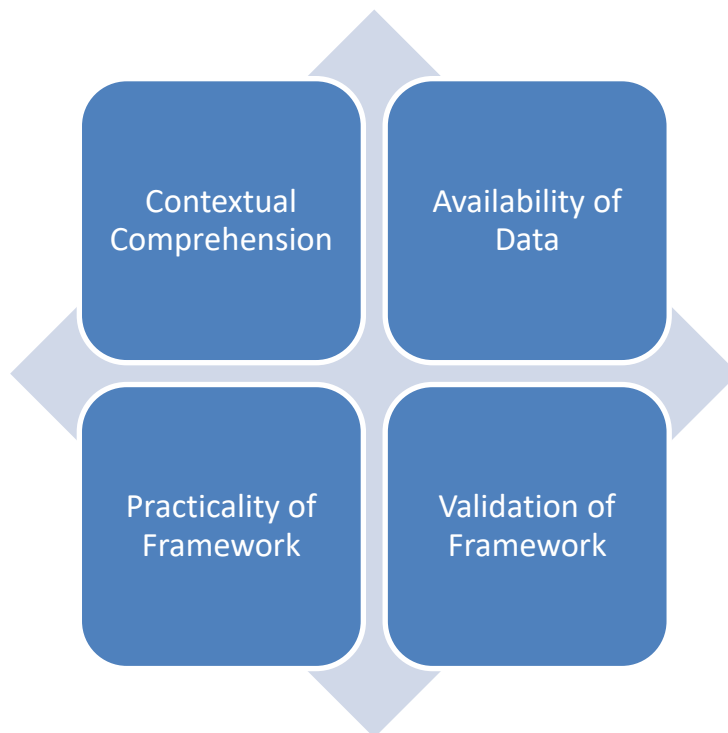 Contextual
Comprehension
Availability of
Data
Practicality of
Framework
Validation of
Framework